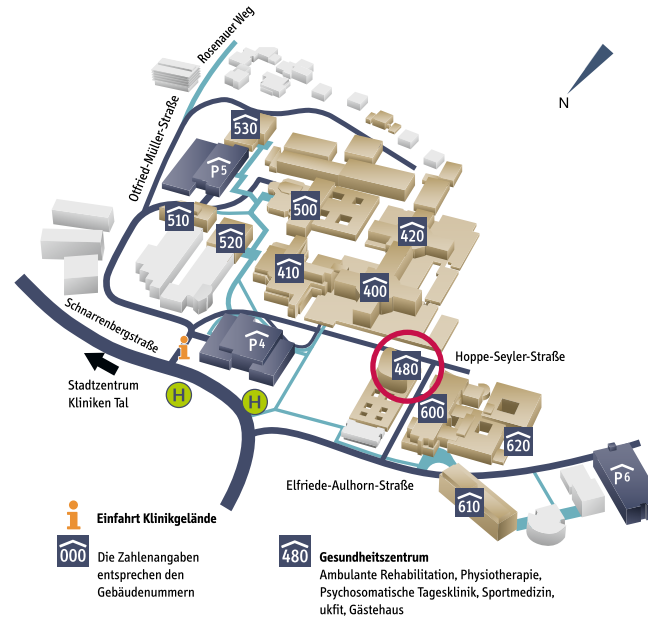 Rosenauer Weg
Otfried-Müller-Straße
N
530
P5
500
510
520
420
410
400
Schnarrenbergstraße
P4
i
480
Hoppe-Seyler-Straße
Stadtzentrum
Kliniken Tal
H
H
600
620
P6
Elfriede-Aulhorn-Straße
610
i Einfahrt Klinikgelände
000 Die Zahlenangaben
entsprechen den
Gebäudenummern
480 Gesundheitszentrum
Ambulante Rehabilitation, Physiotherapie,
Psychosomatische Tagesklinik, Sportmedizin,
ukfit, Gästehaus